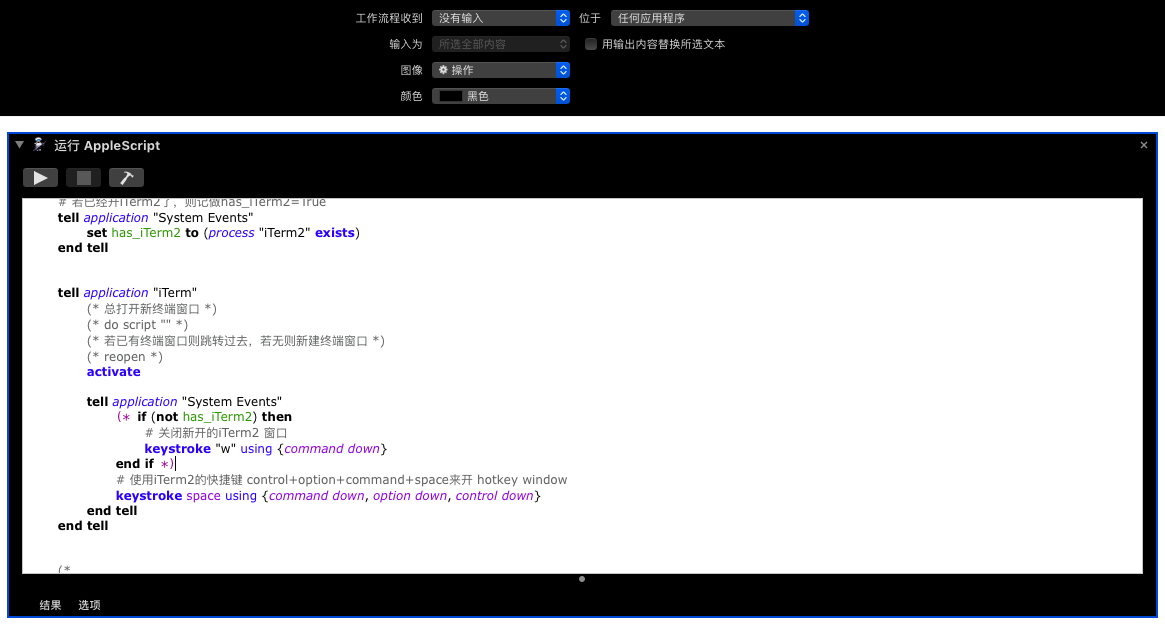 工作流程收到 没有输入 位于 任何应用程序
输入为 所选全部内容 用输出内容替换所选文本
图像 操作
颜色 黑色
运行 AppleScript
# 若已经开iTerm2了，则记做has_iTerm2=True
tell application "System Events"
set has_iTerm2 to (process "iTerm2" exists)
end tell
tell application "iTerm"
(* 总打开新终端窗口 *)
(* do script "" *)
(* 若已有终端窗口则跳转过去，若无则新建终端窗口 *)
(* reopen *)
activate
tell application "System Events"
(* if (not has_iTerm2) then
# 关闭新开的iTerm2 窗口
keystroke "w" using {command down}
end if *)
# 使用iTerm2的快捷键 control+option+command+space来开 hotkey window
keystroke space using {command down, option down, control down}
end tell
end tell
(*
结果 选项